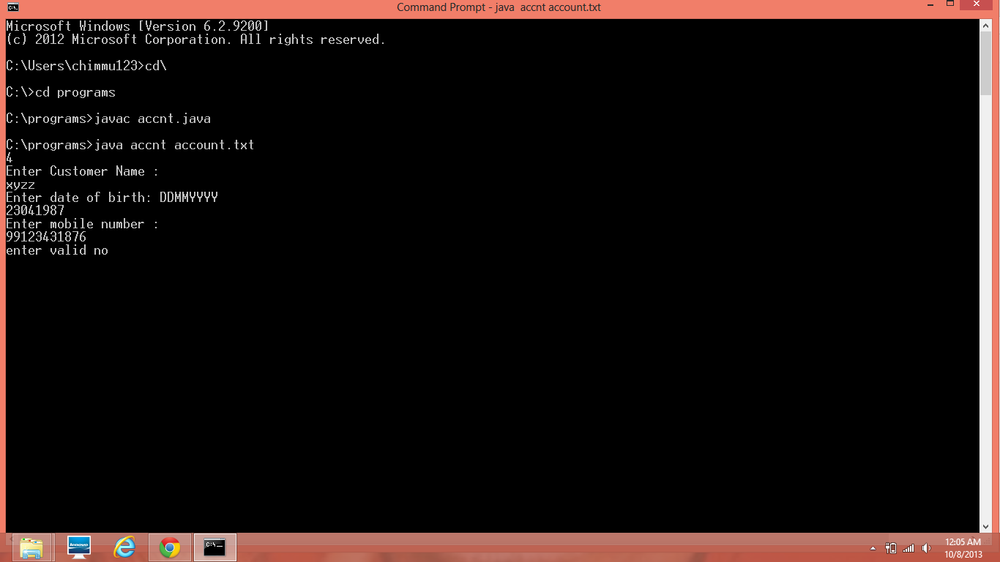 Command Prompt - java  accnt account.txt
Microsoft Windows [Version 6.2.9200]
(c) 2012 Microsoft Corporation. All rights reserved.
C:\Users\chimmu123>cd\
C:\>cd programs
C:\programs>javac accnt.java
C:\programs>java accnt account.txt
4
Enter Customer Name :
xyzz
Enter date of birth: DDMMYYYY
23041987
Enter mobile number :
99123431876
enter valid no
lenovo
C:\
12:05 AM
10/8/2013